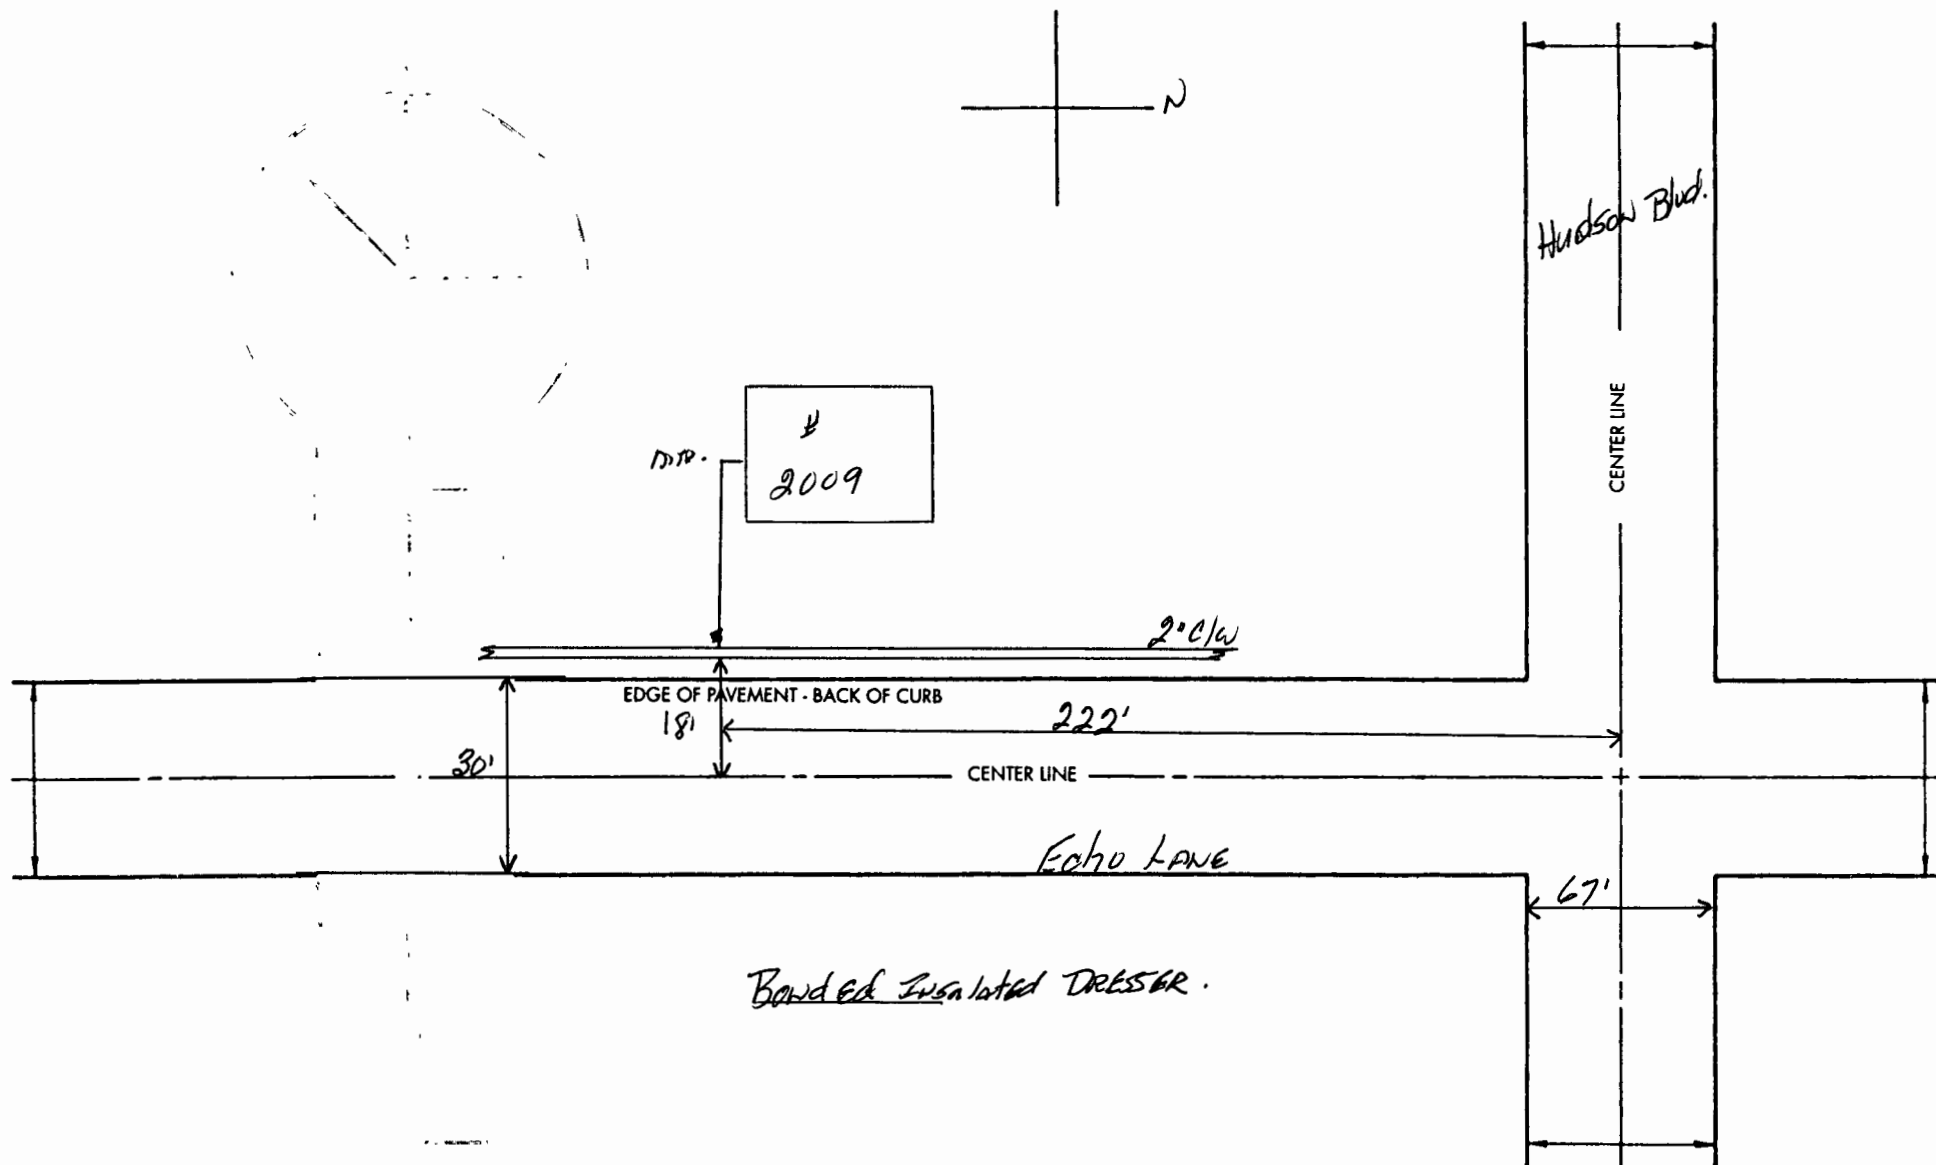 N
Hudson Blvd.
CENTER LINE
#
2009
2" C/W
EDGE OF PAVEMENT - BACK OF CURB
18'
222'
30'
CENTER LINE
Echo LANE
67'
Bonded Insulated DRESSER.